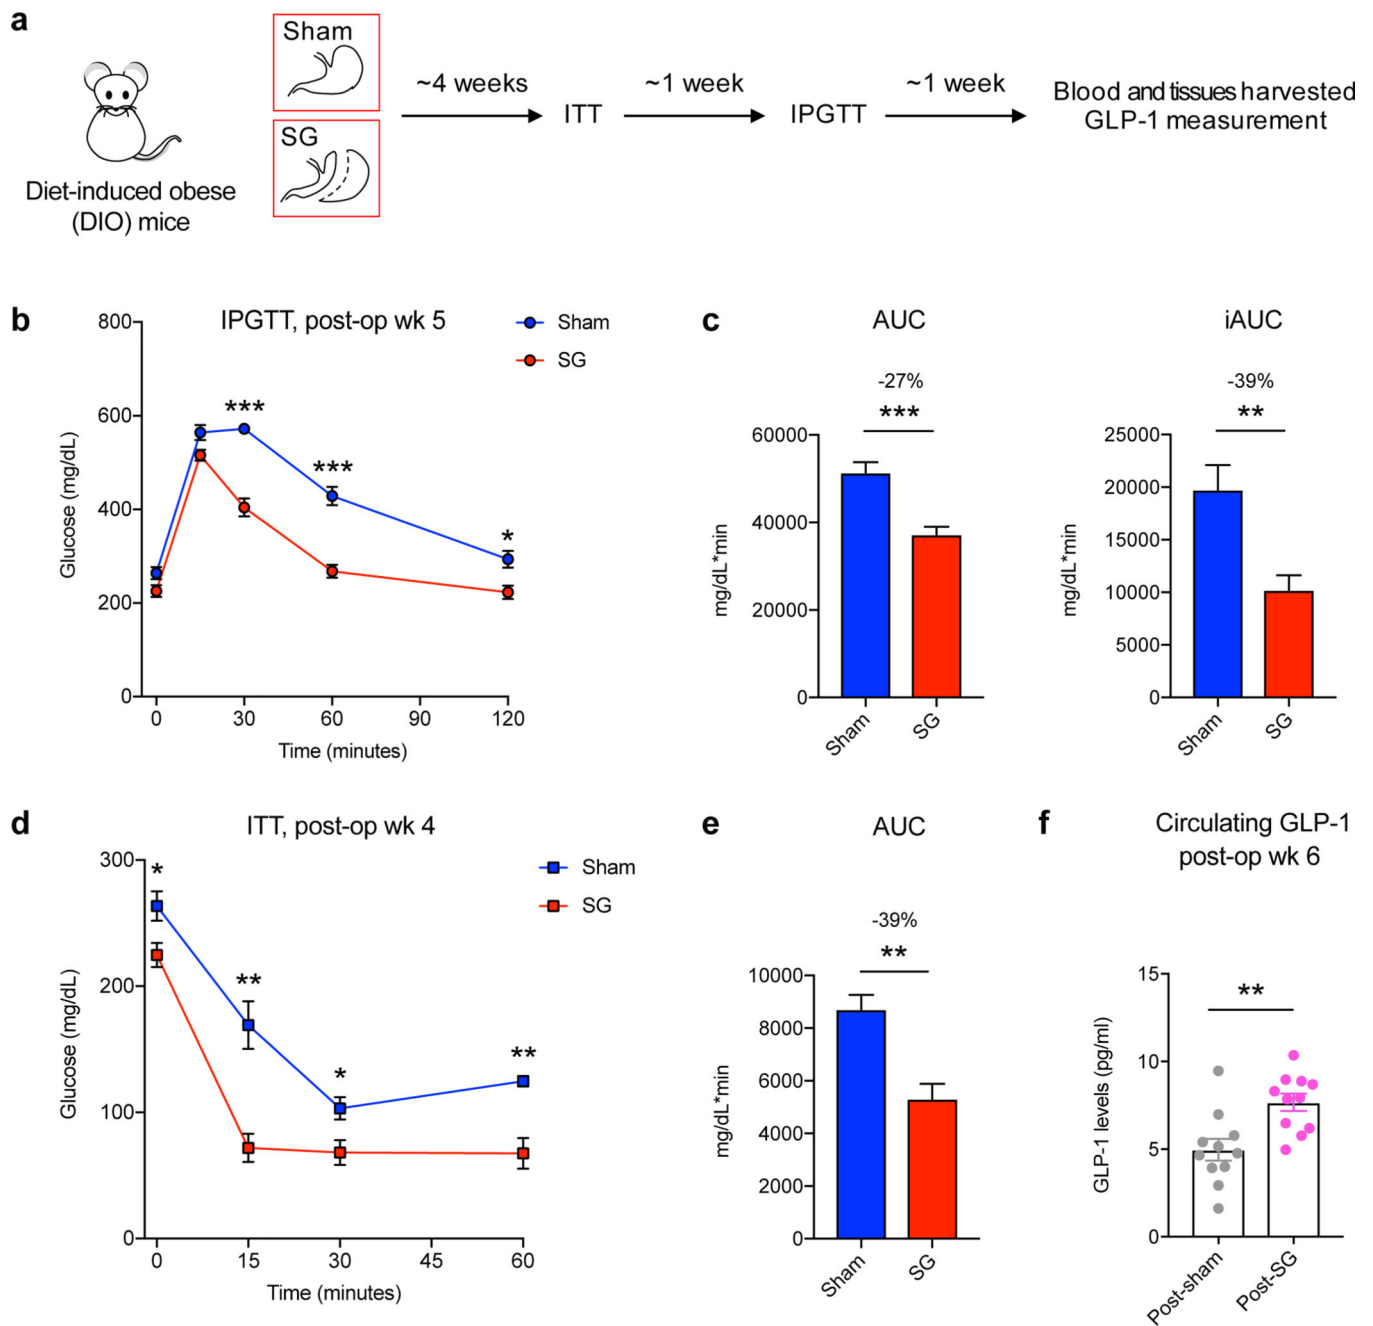 a
Sham
SG
Diet-induced obese
(DIO) mice
~4 weeks
ITT
~1 week
IPGTT
~1 week
Blood and tissues harvested
GLP-1 measurement
b
IPGTT, post-op wk 5
Sham
SG
Glucose (mg/dL)
800
600
400
200
0
***
***
*
0
30
60
90
120
Time (minutes)
c
AUC
-27%
***
mg/dL*min
60000
40000
20000
0
Sham
SG
iAUC
-39%
**
mg/dL*min
25000
20000
15000
10000
5000
0
Sham
SG
d
ITT, post-op wk 4
Sham
SG
Glucose (mg/dL)
300
200
100
0
*
**
*
**
0
15
30
45
60
Time (minutes)
e
AUC
-39%
**
mg/dL*min
10000
8000
6000
4000
2000
0
Sham
SG
f
Circulating GLP-1
post-op wk 6
**
GLP-1 levels (pg/ml)
15
10
5
0
Post-sham
Post-SG